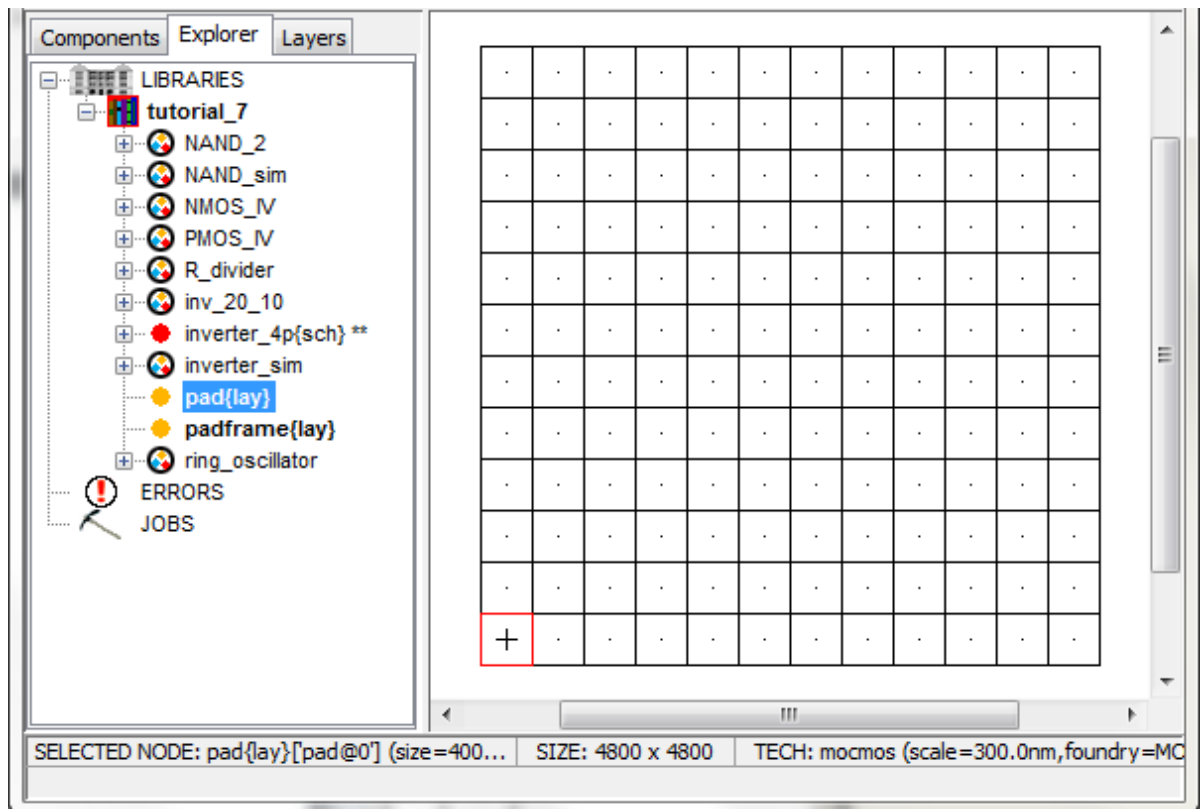 Components Explorer Layers
LIBRARIES
tutorial_7
NAND_2
NAND_sim
NMOS_IV
PMOS_IV
R_divider
inv_20_10
inverter_4p{sch} **
inverter_sim
pad{lay}
padframe{lay}
ring_oscillator
ERRORS
JOBS
SELECTED NODE: pad{lay}['pad@0'] (size=400... SIZE: 4800 x 4800 TECH: mocmos (scale=300.0nm,foundry=MO